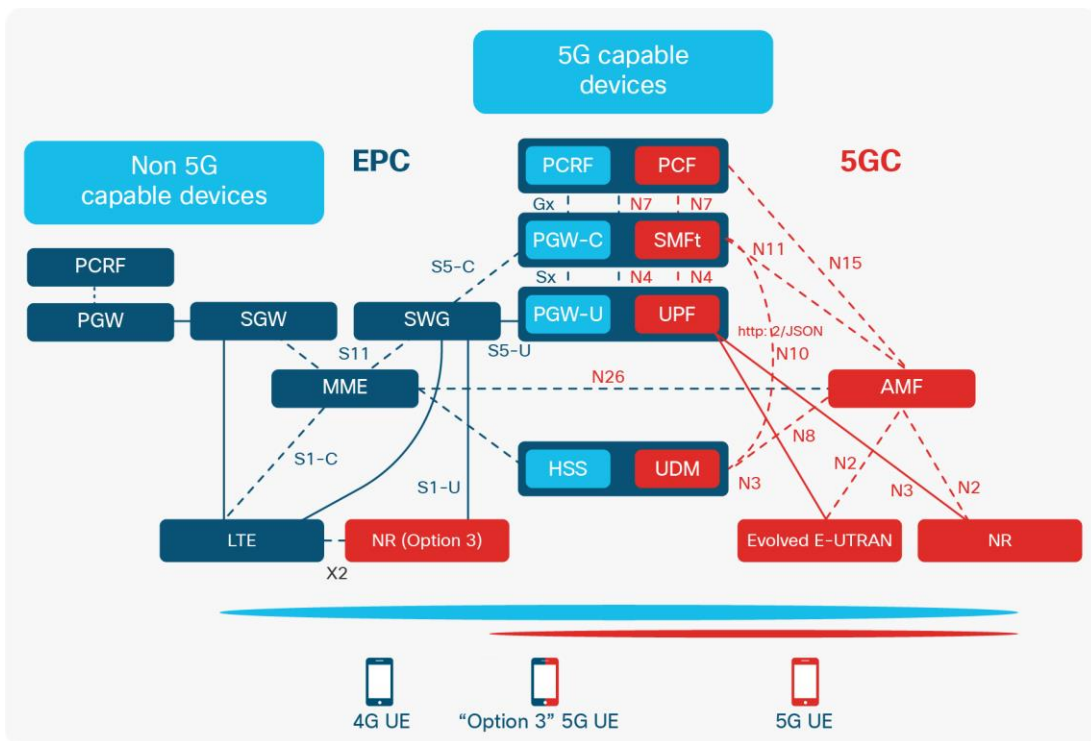 5G capable
devices
Non 5G
capable devices
EPC
5GC
PCRF
PCF
Gx
N7
N7
PCRF
PGW-C
SMFt
N11
N15
S5-C
Sx
N4
N4
PGW
SGW
SWG
PGW-U
UPF
http: 2/JSON
S11
S5-U
N10
MME
N26
AMF
S1-C
N8
HSS
UDM
N2
S1-U
N3
N3
N2
LTE
NR (Option 3)
Evolved E-UTRAN
NR
X2
4G UE
"Option 3" 5G UE
5G UE